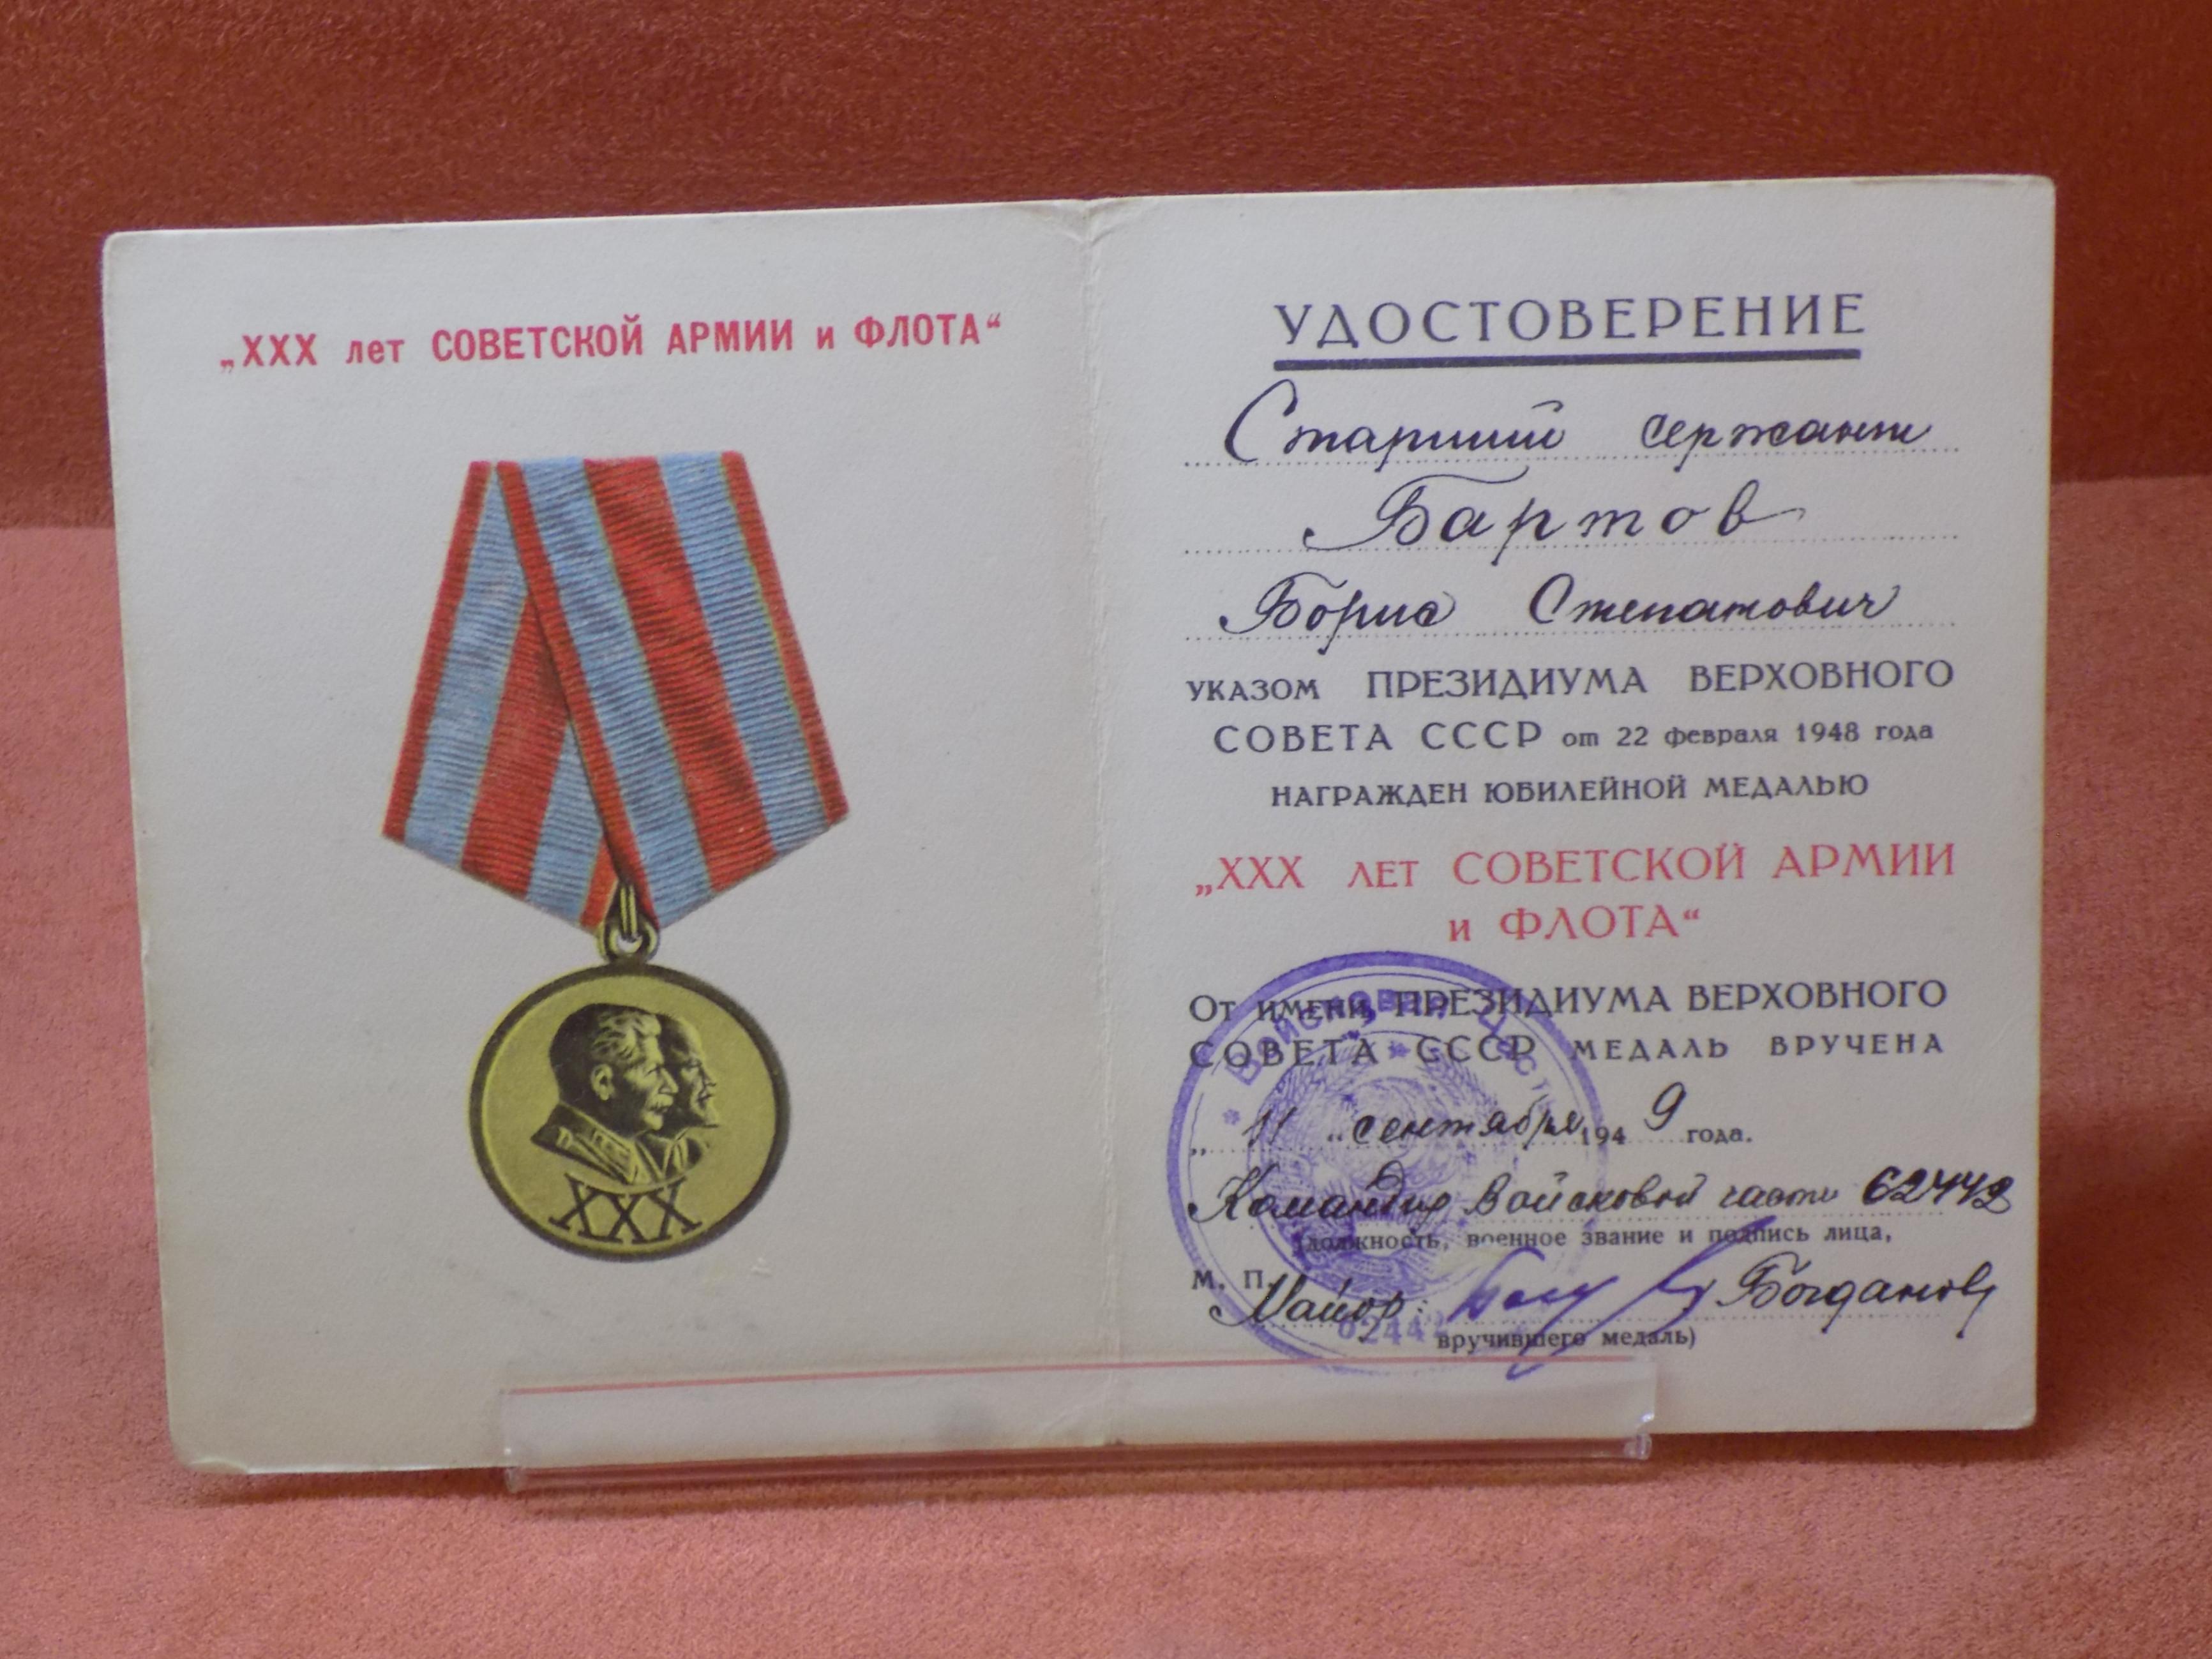 „XXX лет СОВЕТСКОЙ АРМИИ и ФЛОТА“
XXX
УДОСТОВЕРЕНИЕ
Старший сержант
Бартов
Борис Степанович
УКАЗОМ ПРЕЗИДИУМА ВЕРХОВНОГО
СОВЕТА СССР от 22 февраля 1948 года
НАГРАЖДЕН ЮБИЛЕЙНОЙ МЕДАЛЬЮ
„XXX ЛЕТ СОВЕТСКОЙ АРМИИ
и ФЛОТА“
От имени ПРЕЗИДИУМА ВЕРХОВНОГО
СОВЕТА СССР МЕДАЛЬ ВРУЧЕНА
„11“ сентября 1949 года.
Командир Войсковой части 62442
(должность, военное звание и подпись лица,
М. П. Майор: Богданов
вручившего медаль)
Войсковая Часть